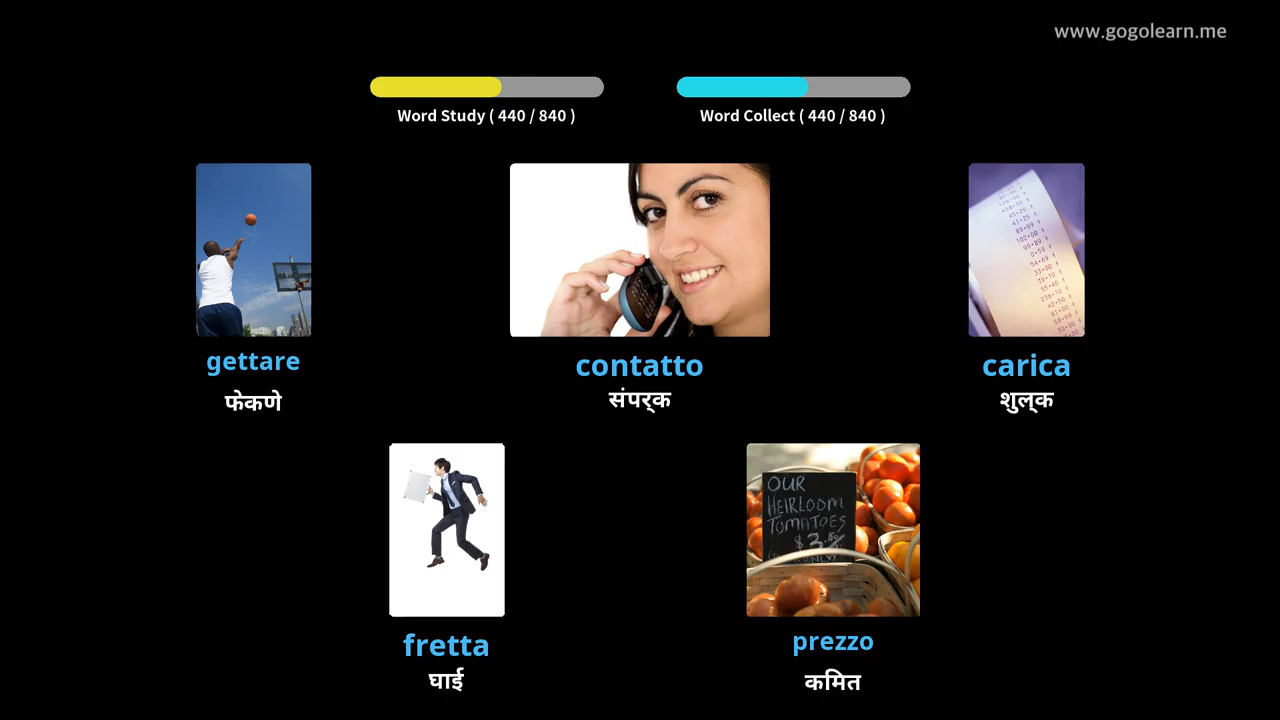 www.gogolearn.me
Word Study ( 440 / 840 )
Word Collect ( 440 / 840 )
gettare
फेकणे
contatto
संपर्क
carica
शुल्क
OUR
HEIRLOOM
TOMATOES
fretta
घाई
prezzo
कमित